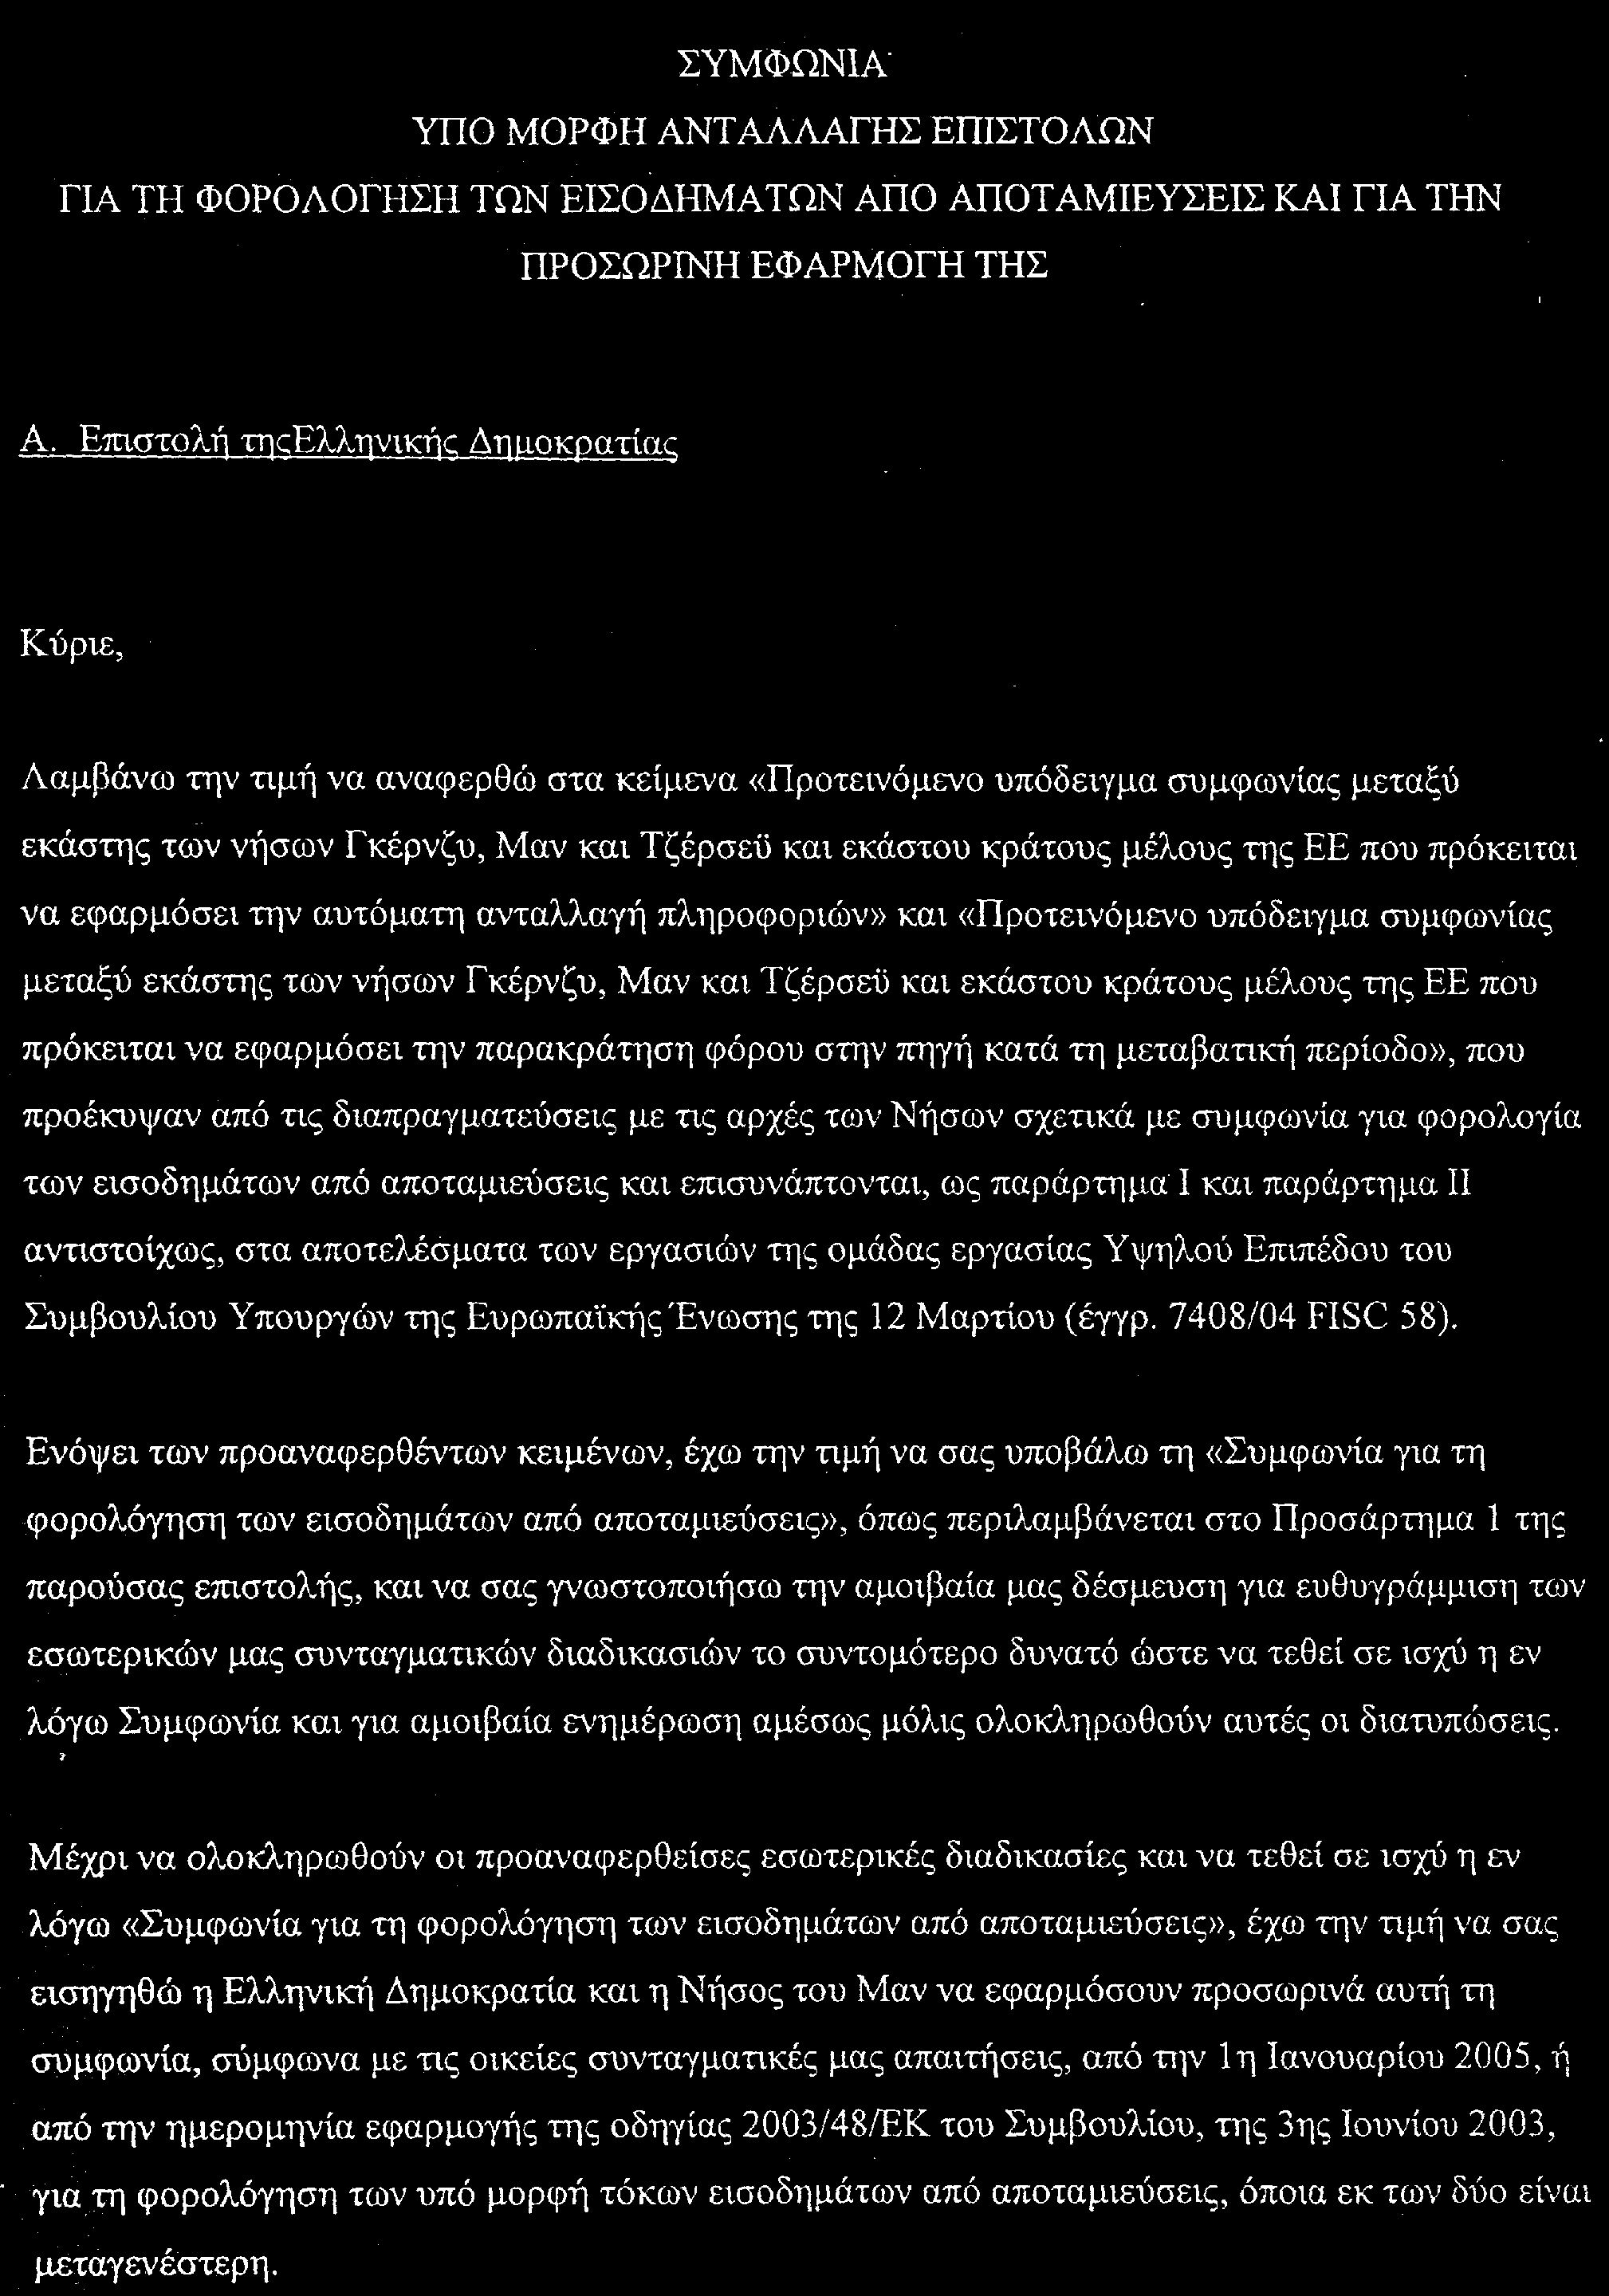 ΣΥΜΦΩΝΙΑ
ΥΠΟ ΜΟΡΦΗ ΑΝΤΑΛΛΑΓΗΣ ΕΠΙΣΤΟΛΩΝ
ΓΙΑ ΤΗ ΦΟΡΟΛΟΓΗΣΗ ΤΩΝ ΕΙΣΟΔΗΜΑΤΩΝ ΑΠΟ ΑΠΟΤΑΜΙΕΥΣΕΙΣ ΚΑΙ ΓΙΑ ΤΗΝ
ΠΡΟΣΩΡΙΝΗ ΕΦΑΡΜΟΓΗ ΤΗΣ
Α. Επιστολή τηςΕλληνικής Δημοκρατίας
Κύριε,
Λαμβάνω την τιμή να αναφερθώ στα κείμενα «Προτεινόμενο υπόδειγμα συμφωνίας μεταξύ
εκάστης των νήσων Γκέρνζυ, Μαν και Τζέρσεϋ και εκάστου κράτους μέλους της ΕΕ που πρόκειται
να εφαρμόσει την αυτόματη ανταλλαγή πληροφοριών» και «Προτεινόμενο υπόδειγμα συμφωνίας
μεταξύ εκάστης των νήσων Γκέρνζυ, Μαν και Τζέρσεϋ και εκάστου κράτους μέλους της ΕΕ που
πρόκειται να εφαρμόσει την παρακράτηση φόρου στην πηγή κατά τη μεταβατική περίοδο», που
προέκυψαν από τις διαπραγματεύσεις με τις αρχές των Νήσων σχετικά με συμφωνία για φορολογία
των εισοδημάτων από αποταμιεύσεις και επισυνάπτονται, ως παράρτημα Ι και παράρτημα ΙΙ
αντιστοίχως, στα αποτελέσματα των εργασιών της ομάδας εργασίας Υψηλού Επιπέδου του
Συμβουλίου Υπουργών της Ευρωπαϊκής Ένωσης της 12 Μαρτίου (έγγρ. 7408/04 FISC 58).
Ενόψει των προαναφερθέντων κειμένων, έχω την τιμή να σας υποβάλω τη «Συμφωνία για τη
φορολόγηση των εισοδημάτων από αποταμιεύσεις», όπως περιλαμβάνεται στο Προσάρτημα 1 της
παρούσας επιστολής, και να σας γνωστοποιήσω την αμοιβαία μας δέσμευση για ευθυγράμμιση των
εσωτερικών μας συνταγματικών διαδικασιών το συντομότερο δυνατό ώστε να τεθεί σε ισχύ η εν
λόγω Συμφωνία και για αμοιβαία ενημέρωση αμέσως μόλις ολοκληρωθούν αυτές οι διατυπώσεις.
Μέχρι να ολοκληρωθούν οι προαναφερθείσες εσωτερικές διαδικασίες και να τεθεί σε ισχύ η εν
λόγω «Συμφωνία για τη φορολόγηση των εισοδημάτων από αποταμιεύσεις», έχω την τιμή να σας
εισηγηθώ η Ελληνική Δημοκρατία και η Νήσος του Μαν να εφαρμόσουν προσωρινά αυτή τη
συμφωνία, σύμφωνα με τις οικείες συνταγματικές μας απαιτήσεις, από την 1η Ιανουαρίου 2005, ή
από την ημερομηνία εφαρμογής της οδηγίας 2003/48/ΕΚ του Συμβουλίου, της 3ης Ιουνίου 2003,
για τη φορολόγηση των υπό μορφή τόκων εισοδημάτων από αποταμιεύσεις, όποια εκ των δύο είναι
μεταγενέστερη.